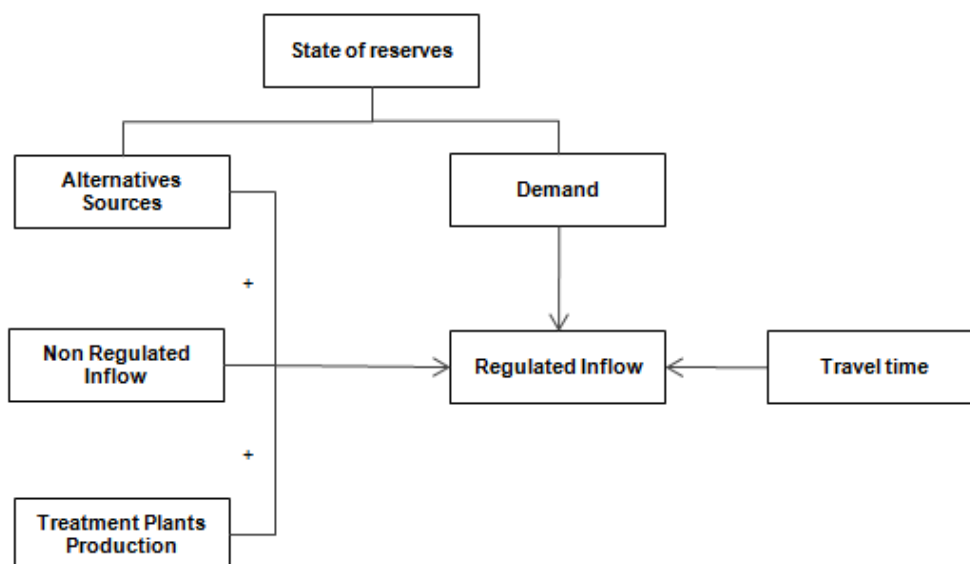 State of reserves
Alternatives
Sources
Demand
+
Non Regulated
Inflow
Regulated Inflow
Travel time
+
Treatment Plants
Production